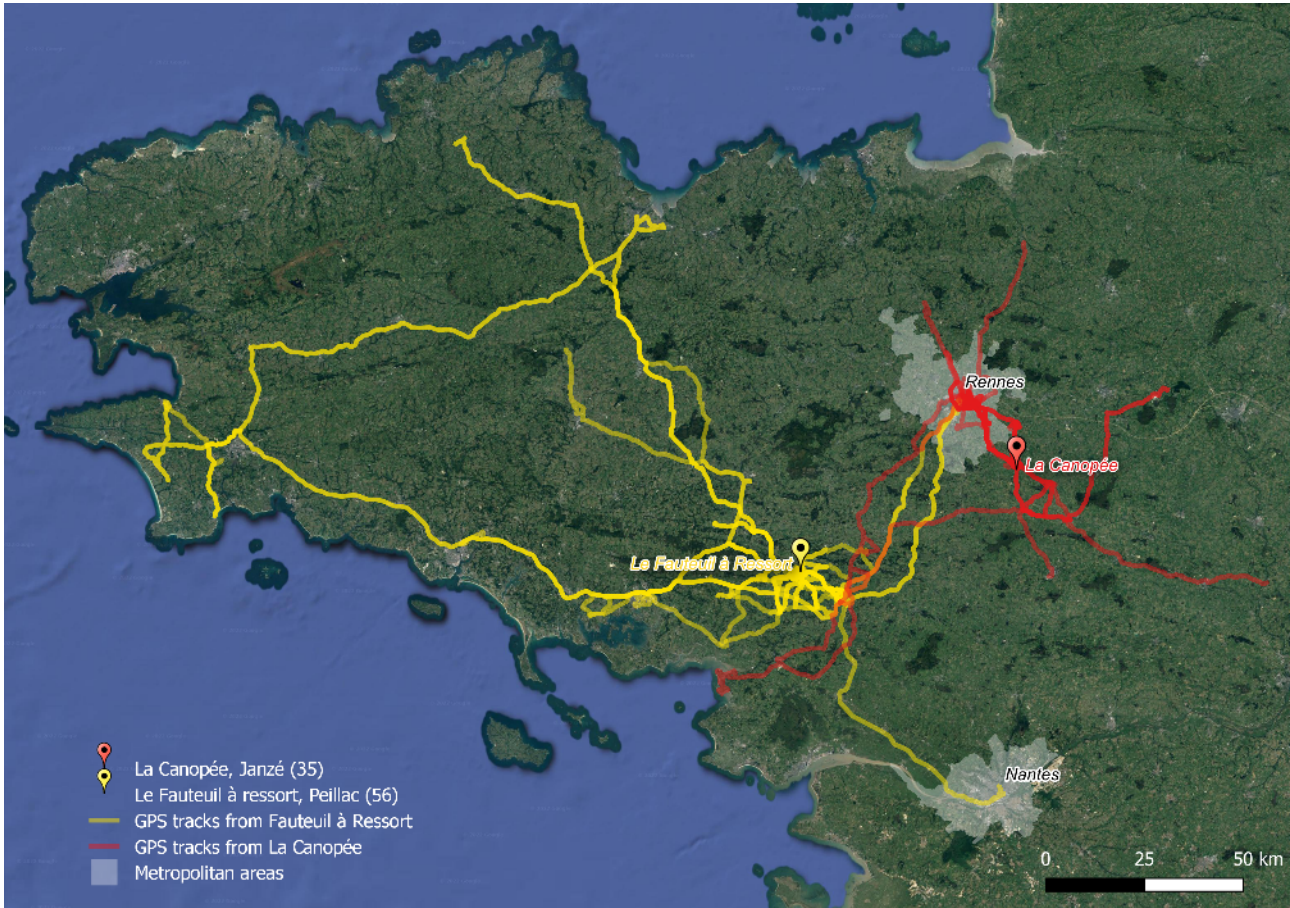 Rennes
La Canopée
Le Fauteuil à Ressort
Nantes
La Canopée, Janzé (35)
Le Fauteuil à ressort, Peillac (56)
GPS tracks from Fauteuil à Ressort
GPS tracks from La Canopée
Metropolitan areas
0 25 50 km